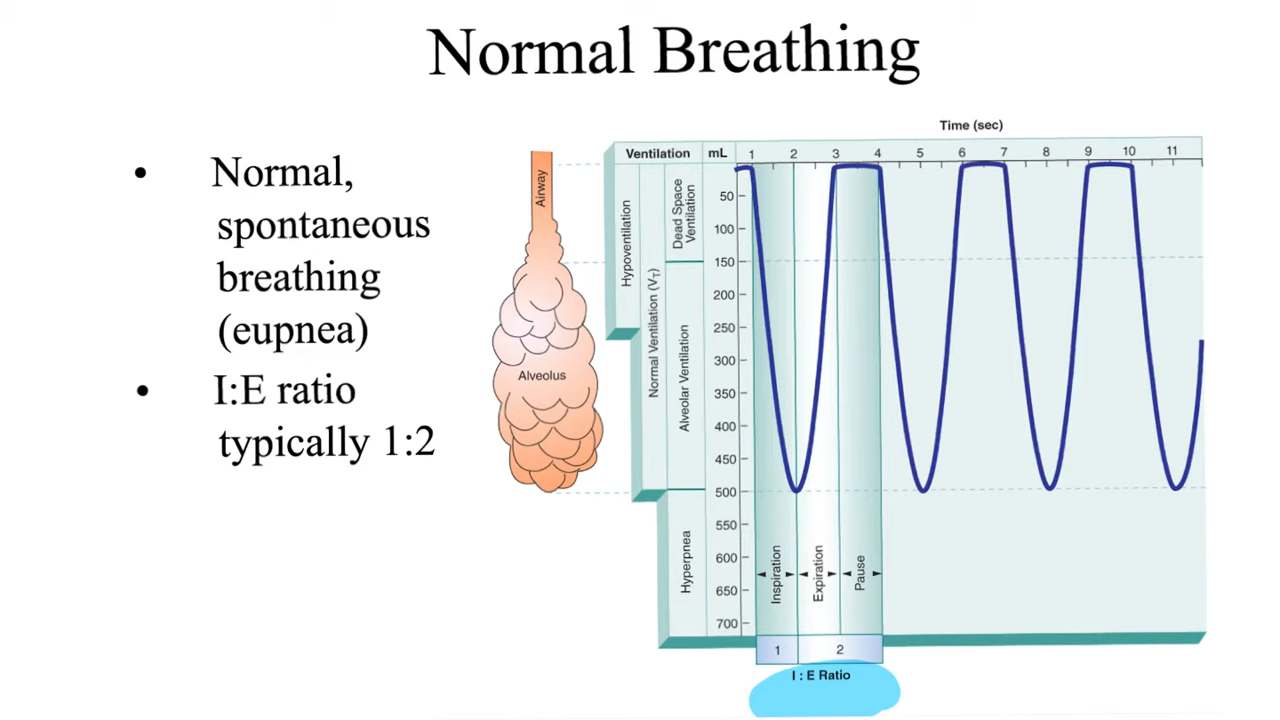 Normal Breathing
• Normal,
spontaneous
breathing
(eupnea)
• I:E ratio
typically 1:2
Airway
Alveolus
Time (sec)
Ventilation mL 1 2 3 4 5 6 7 8 9 10 11
Hypoventilation
Normal Ventilation (VT)
Dead Space
Ventilation
Alveolar Ventilation
Hyperpnea
50
100
150
200
250
300
350
400
450
500
550
600
650
700
Inspiration
Expiration
Pause
1 2
I : E Ratio